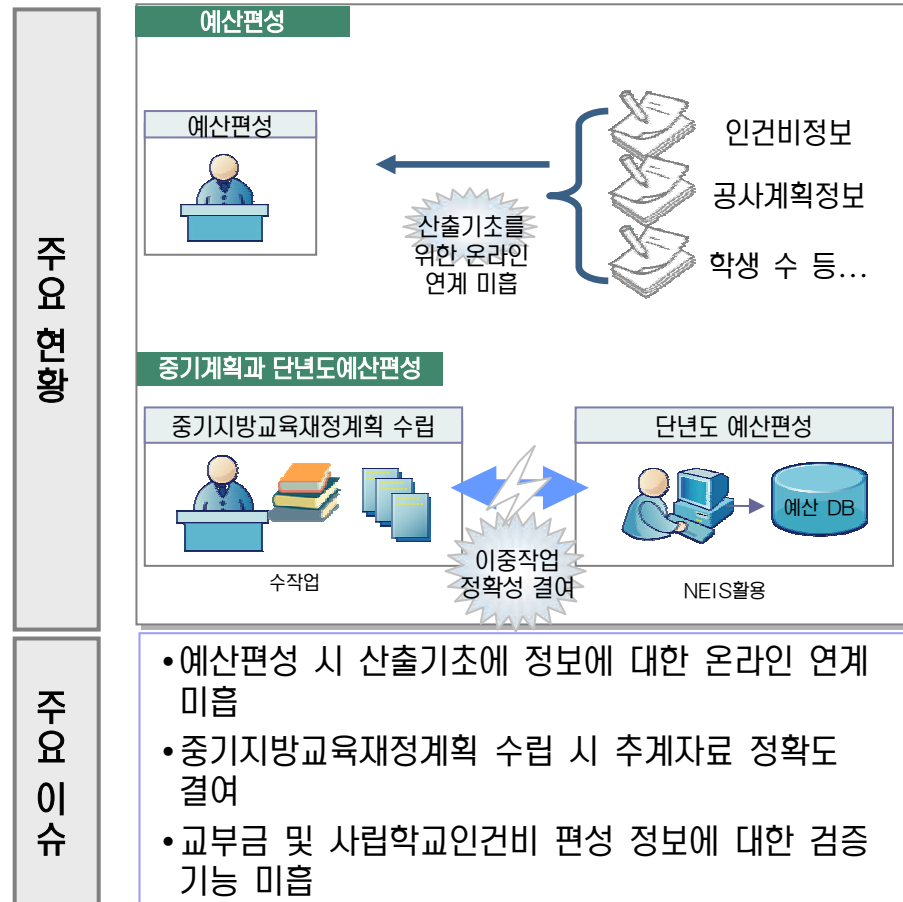 주요 현황
예산편성
예산편성
인건비정보
공사계획정보
학생 수 등...
산출기초를
위한 온라인
연계 미흡
중기계획과 단년도예산편성
중기지방교육재정계획 수립
단년도 예산편성
예산 DB
이중작업
정확성 결여
수작업
NEIS활용
주요 이슈
•예산편성 시 산출기초에 정보에 대한 온라인 연계
미흡
•중기지방교육재정계획 수립 시 추계자료 정확도
결여
•교부금 및 사립학교인건비 편성 정보에 대한 검증
기능 미흡